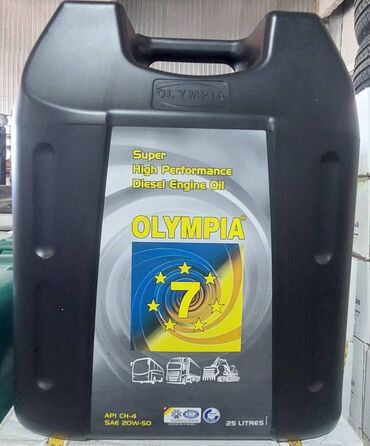 OLYMPIA
Super
High Performance
Diesel Engine Oil
OLYMPIA
7
API CH-4
SAE 20W-50
25 LITRES